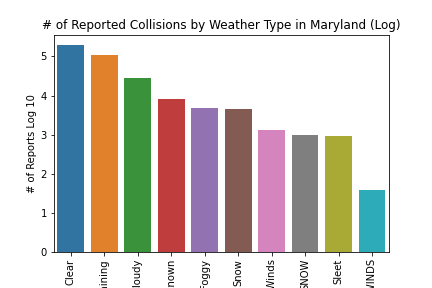 # of Reported Collisions by Weather Type in Maryland (Log)
# of Reports Log 10
5
4
3
2
1
0
Clear
aining
loudy
nown
Foggy
Snow
Winds
SNOW
Sleet
WINDS